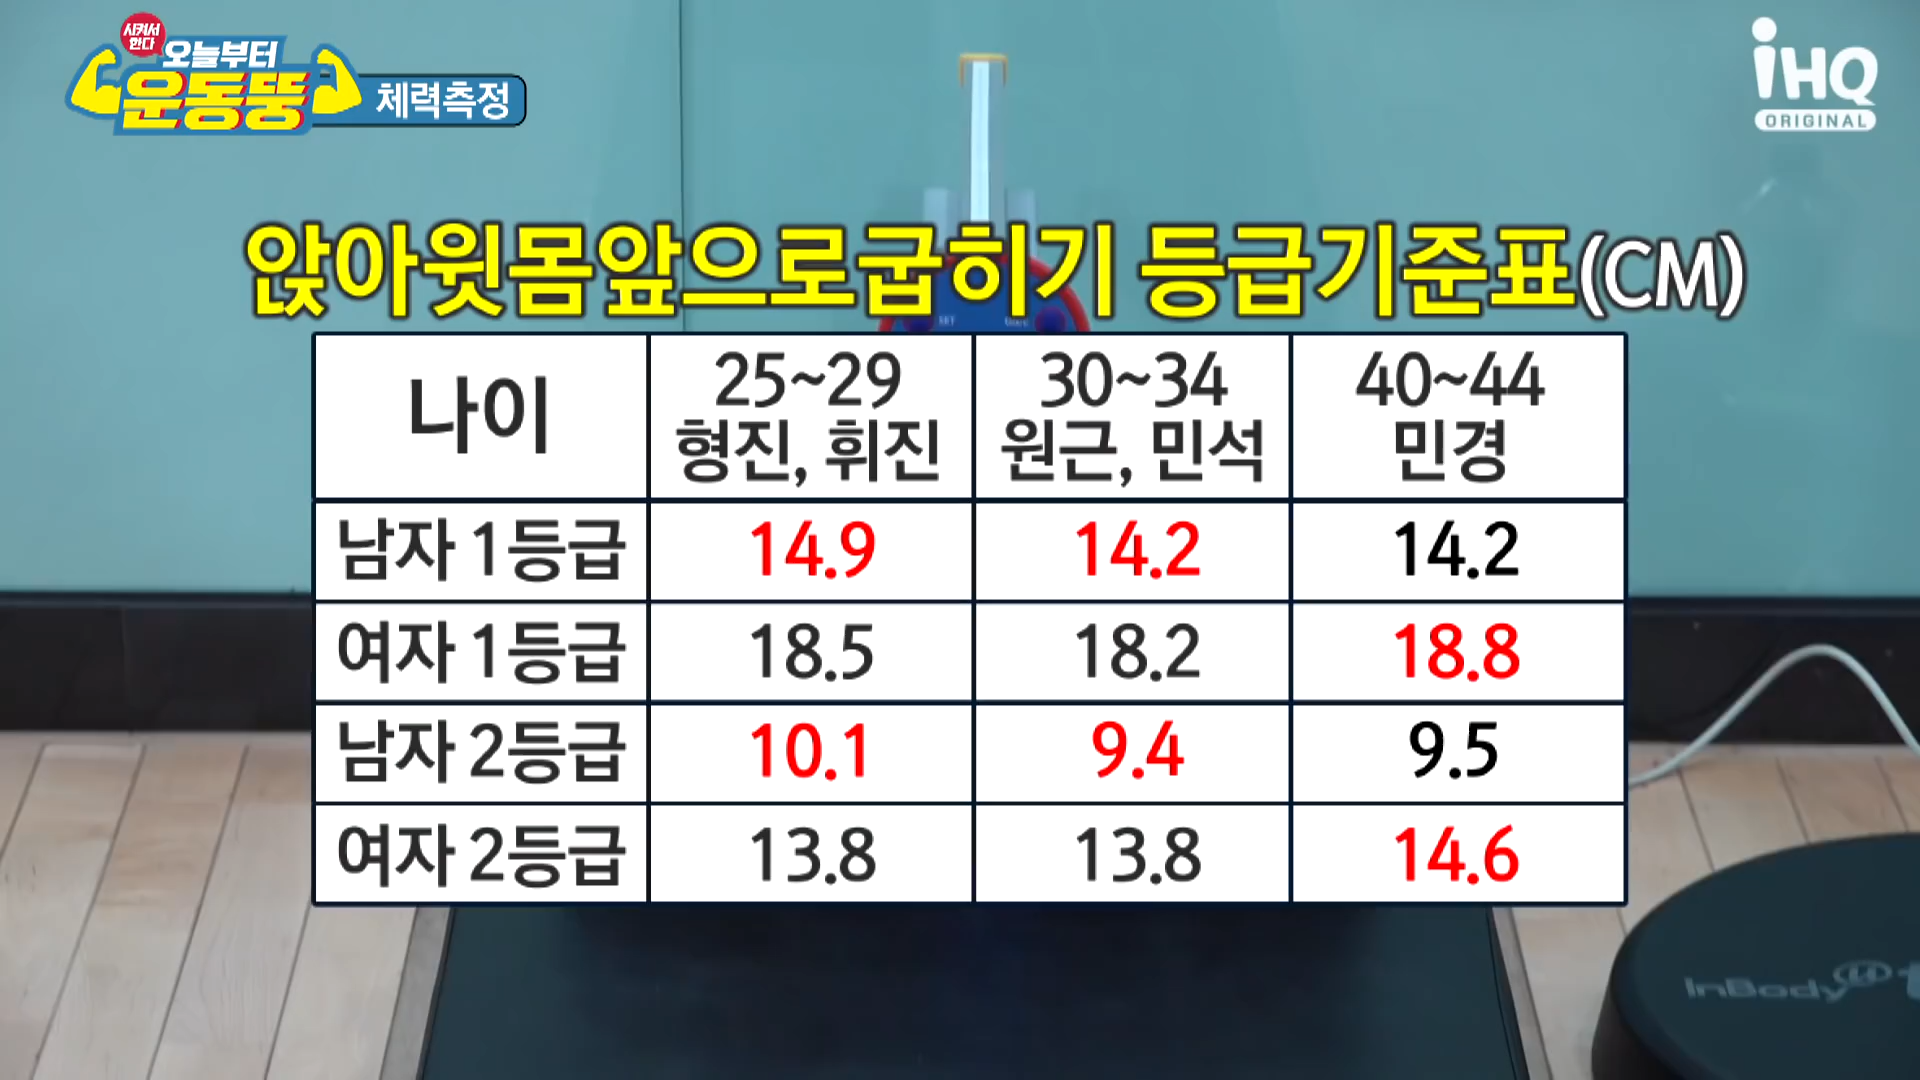 시켜서
한다
오늘부터
운동뚱
체력측정
iHQ
ORIGINAL
앉아윗몸앞으로굽히기 등급기준표(CM)
나이 25~29 형진, 휘진 30~34 원근, 민석 40~44 민경
남자 1등급 14.9 14.2 14.2
여자 1등급 18.5 18.2 18.8
남자 2등급 10.1 9.4 9.5
여자 2등급 13.8 13.8 14.6
inBody